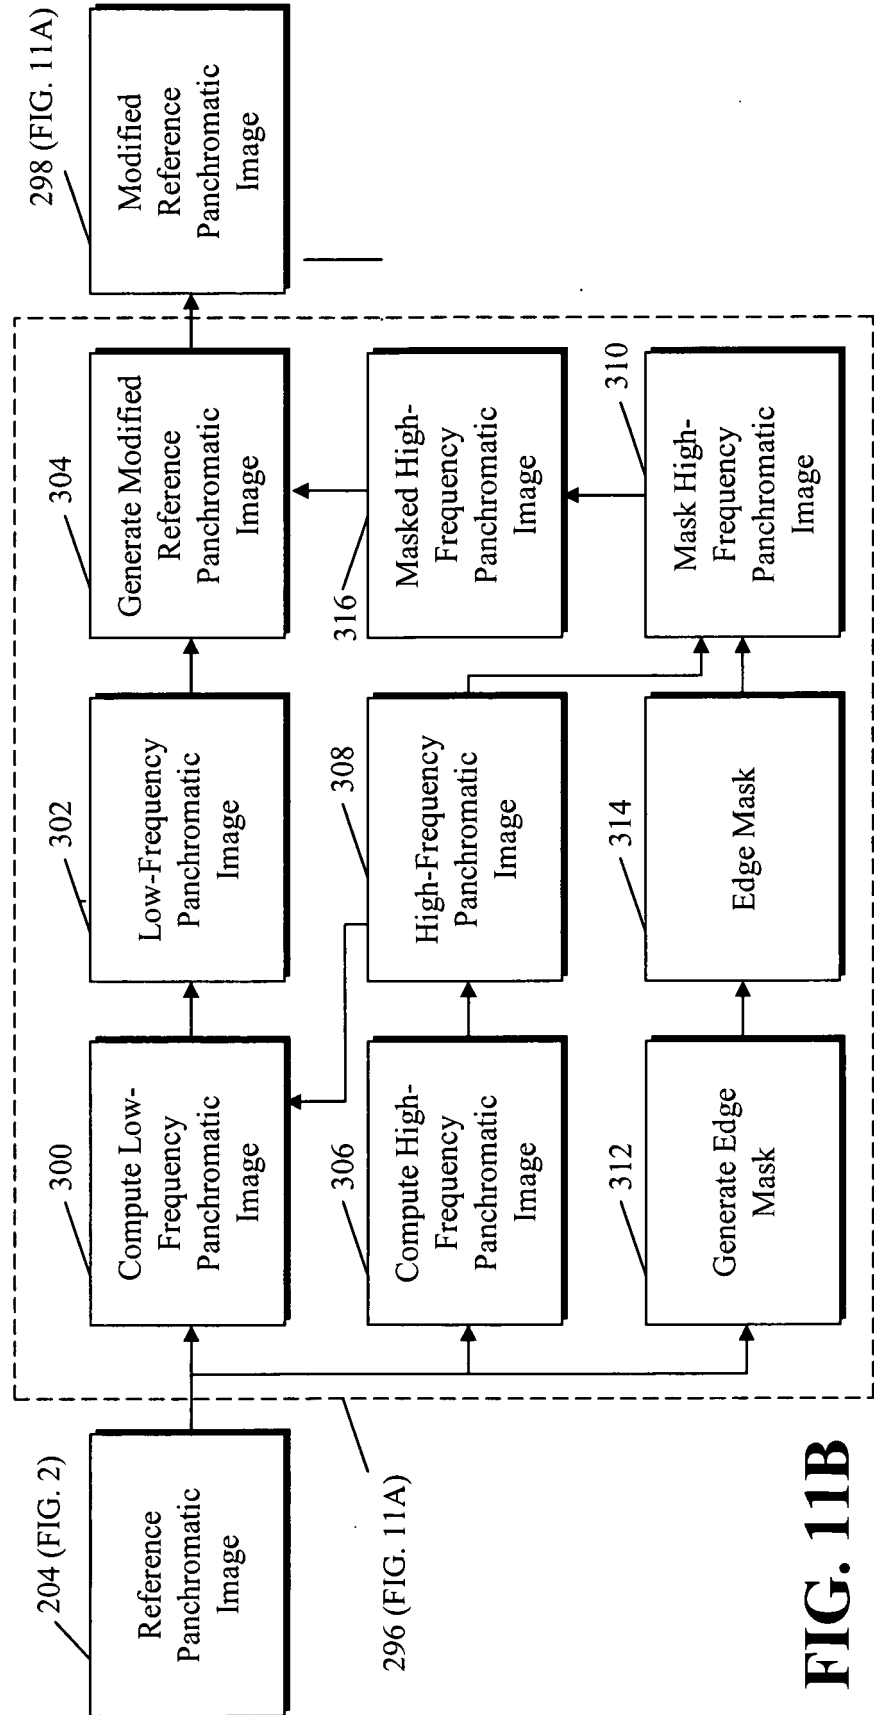 204 (FIG. 2)
Reference
Panchromatic
Image
296 (FIG. 11A)
300
Compute Low-
Frequency
Panchromatic
Image
302
Low-Frequency
Panchromatic
Image
304
Generate Modified
Reference
Panchromatic
Image
298 (FIG. 11A)
Modified
Reference
Panchromatic
Image
306
Compute High-
Frequency
Panchromatic
Image
308
High-Frequency
Panchromatic
Image
316
Masked High-
Frequency
Panchromatic
Image
312
Generate Edge
Mask
314
Edge Mask
310
Mask High-
Frequency
Panchromatic
Image
FIG. 11B